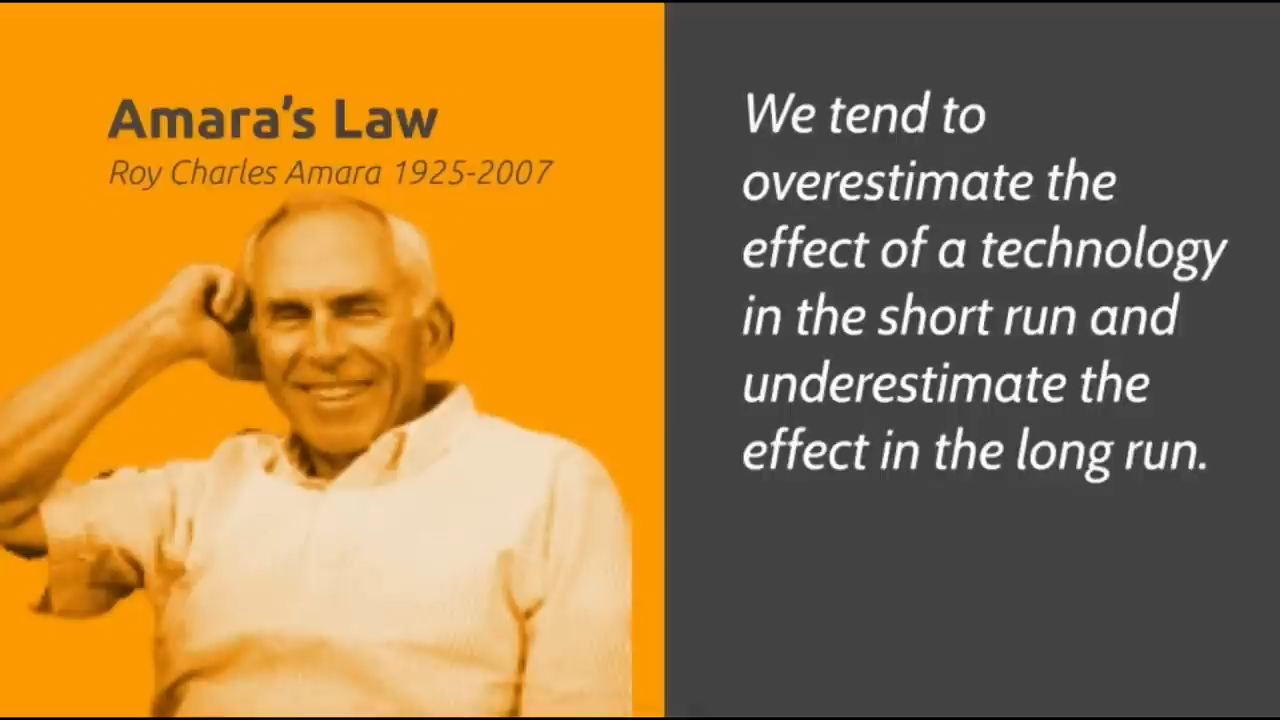 Amara's Law
Roy Charles Amara 1925-2007
We tend to
overestimate the
effect of a technology
in the short run and
underestimate the
effect in the long run.